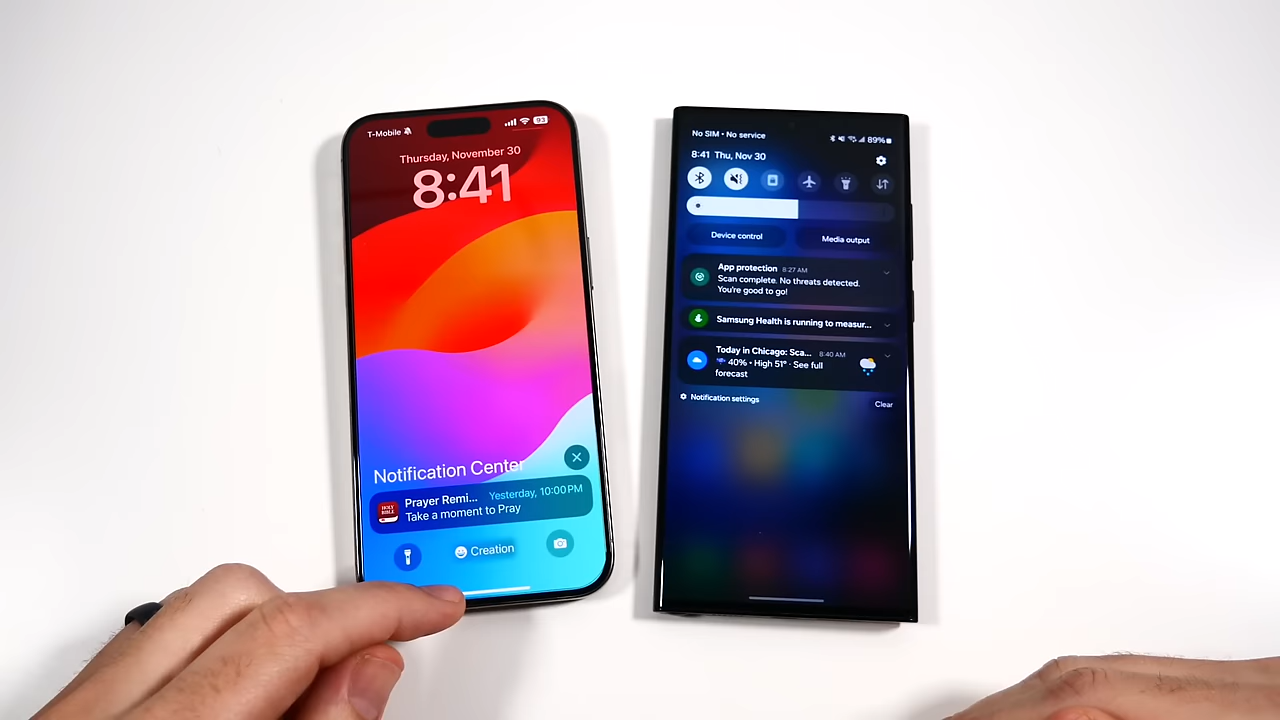 T-Mobile
93
Thursday, November 30
8:41
Notification Center
HOLY BIBLE
Prayer Remi... Yesterday, 10:00 PM
Take a moment to Pray
Creation
No SIM • No service
89%
8:41 Thu, Nov 30
Device control
Media output
App protection 8:27 AM
Scan complete. No threats detected.
You're good to go!
Samsung Health is running to measur...
Today in Chicago: Sca... 8:40 AM
40% • High 51° · See full
forecast
Notification settings
Clear